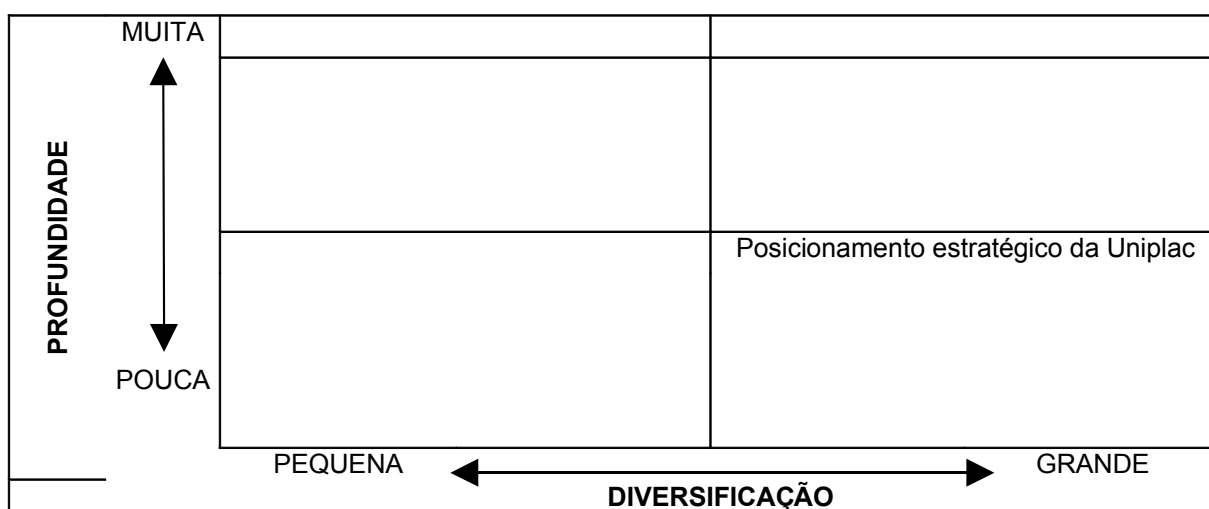 MUITA
PROFUNDIDADE
Posicionamento estratégico da Uniplac
POUCA
PEQUENA
GRANDE
DIVERSIFICAÇÃO